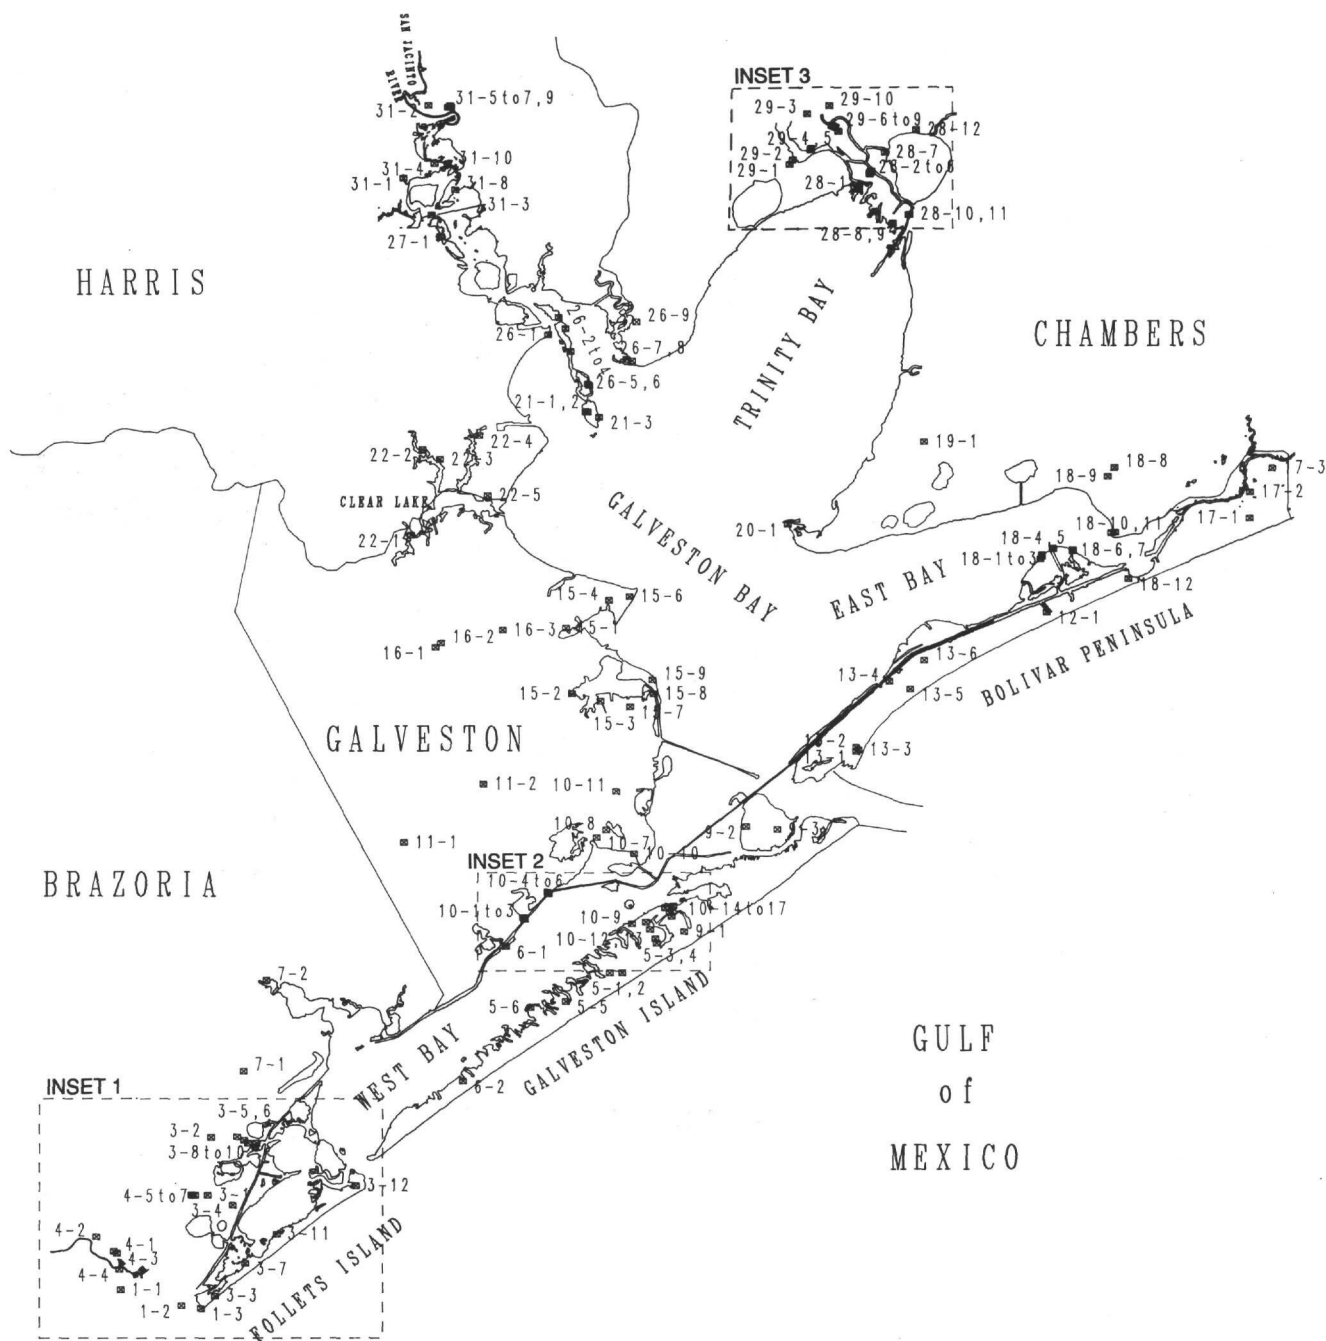 SAN JACINTO
RIVER
INSET 3
31-2
31-5to7,9
29-3
29-10
29-6to9
28-12
31-4
31-10
29-4,5
28-7
29-2
28-2to6
29-1
31-1
31-8
28-1
31-3
28-10,11
27-1
28-8,9
HARRIS
TRINITY BAY
CHAMBERS
26-9
26-1
26-2to4
26-7,8
26-5,6
21-1,2
21-3
19-1
22-2
22-4
22-3
18-8
7-3
18-9
17-2
CLEAR LAKE
22-5
17-1
22-1
GALVESTON BAY
20-1
18-10,11
18-4,5
18-6,7
18-1to3
EAST BAY
18-12
15-4
15-6
12-1
16-3
16-2
16-1
13-6
BOLIVAR PENINSULA
15-9
13-4
15-2
15-8
13-5
15-3
GALVESTON
13-3
11-2
10-11
10-8
9-2
11-1
10-7
INSET 2
BRAZORIA
10-4to6
10-1to3
10-14to17
10-9
9-1
6-1
5-3,4
5-1,2
7-2
5-6
5-5
GALVESTON ISLAND
WEST BAY
GULF
of
MEXICO
7-1
6-2
INSET 1
3-5,6
3-2
3-8to10
4-5to7
3-1
3-12
3-4
4-2
4-1
4-3
4-4
3-7
1-1
3-3
1-2
1-3
FOLLETS ISLAND